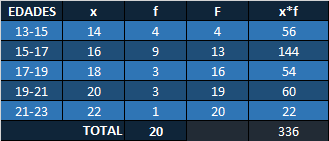 EDADES x f F x*f
13-15 14 4 4 56
15-17 16 9 13 144
17-19 18 3 16 54
19-21 20 3 19 60
21-23 22 1 20 22
TOTAL 20 336